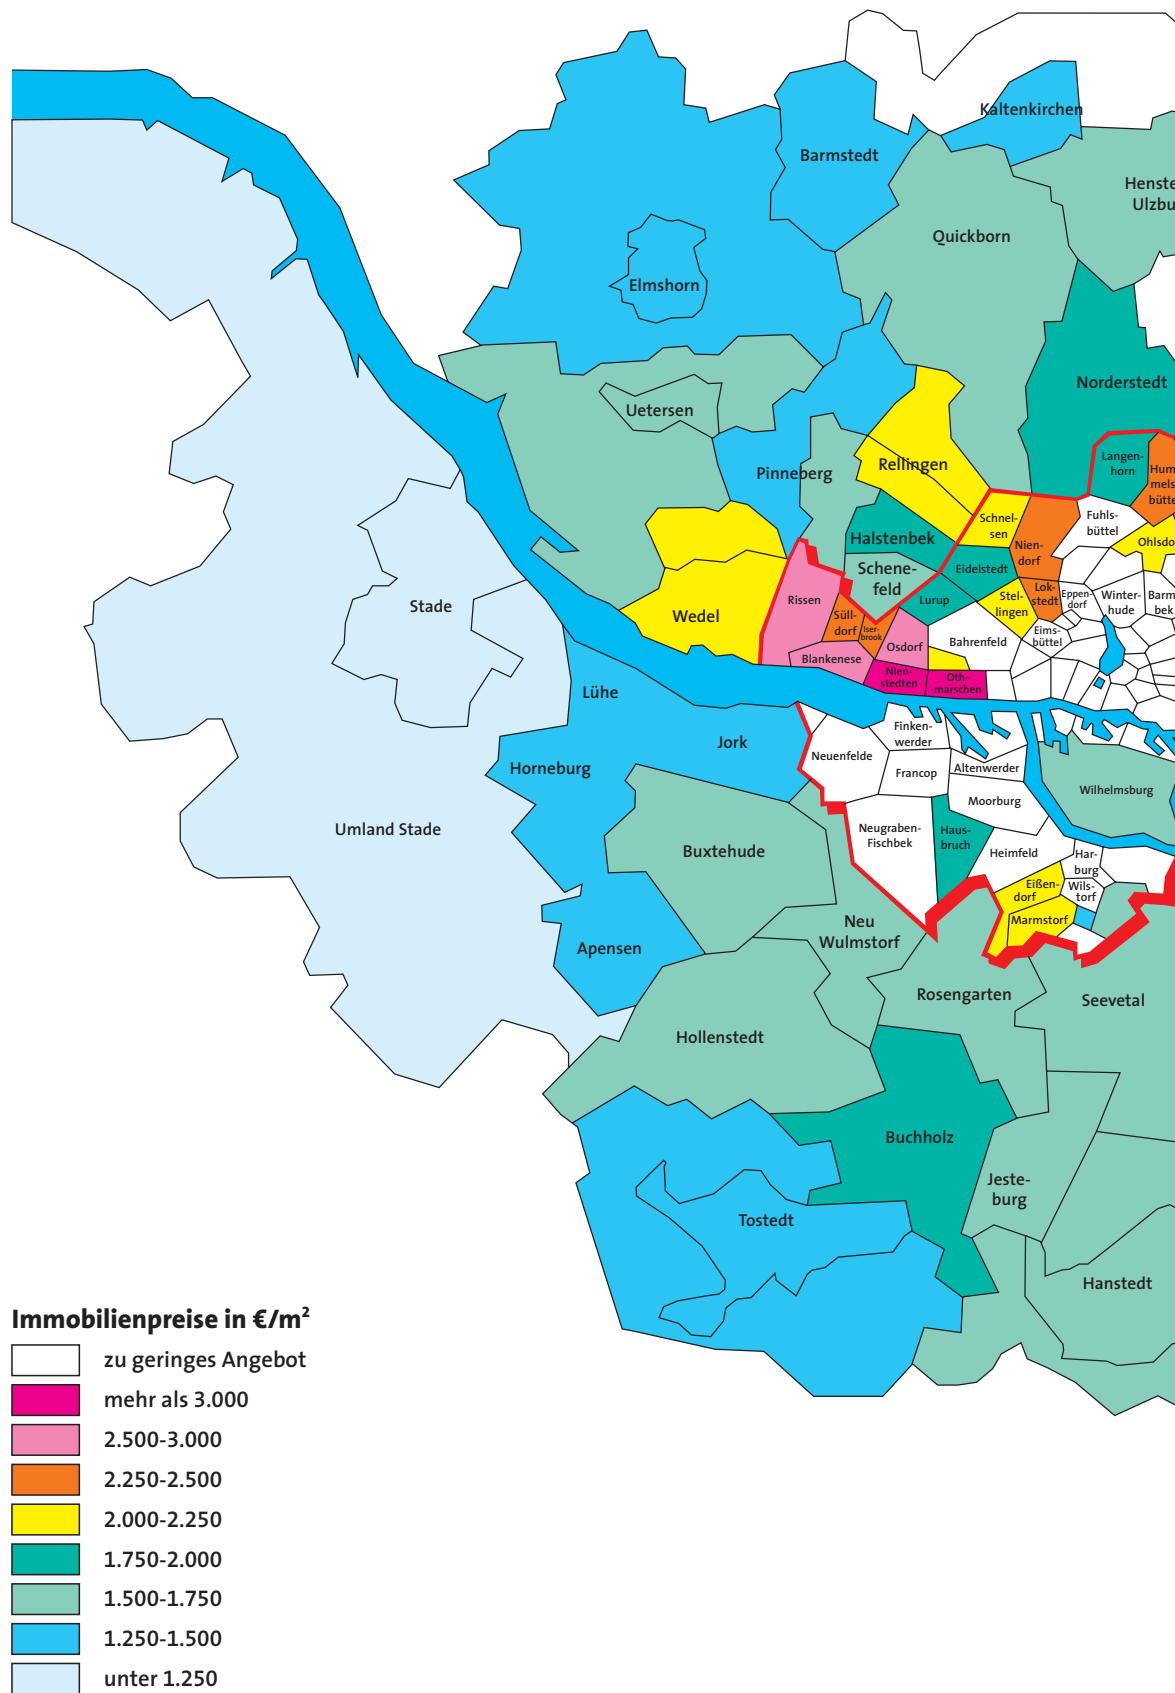 Kaltenkirchen
Barmstedt
Henste
Ulzbu
Quickborn
Elmshorn
Norderstedt
Uetersen
Langen-
horn
Hum
mels
bütte
Pinneberg
Rellingen
Schnel-
sen
Fuhls-
büttel
Ohlsdo
Halstenbek
Nien-
dorf
Eidelstedt
Schene-
feld
Stade
Rissen
Lurup
Stel-
lingen
Lok-
stedt
Eppen-
dorf
Winter-
hude
Barm
bek
Wedel
Süll-
dorf
Iser-
brook
Osdorf
Bahrenfeld
Eims-
büttel
Blankenese
Nien-
stedten
Oth-
marschen
Lühe
Jork
Finken-
werder
Neuenfelde
Horneburg
Francop
Altenwerder
Wilhelmsburg
Moorburg
Umland Stade
Neugraben-
Fischbek
Haus-
bruch
Buxtehude
Heimfeld
Har-
burg
Eißen-
dorf
Wils-
torf
Marmstorf
Neu
Wulmstorf
Apensen
Rosengarten
Seevetal
Hollenstedt
Buchholz
Jeste-
burg
Tostedt
Hanstedt
Immobilienpreise in €/m²
zu geringes Angebot
mehr als 3.000
2.500-3.000
2.250-2.500
2.000-2.250
1.750-2.000
1.500-1.750
1.250-1.500
unter 1.250